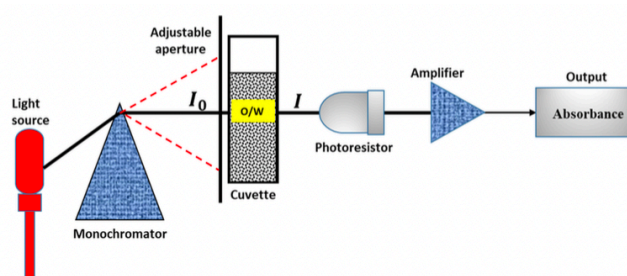 Adjustable
aperture
Light
source
I₀
O/W
I
Amplifier
Output
Absorbance
Photoresistor
Cuvette
Monochromator